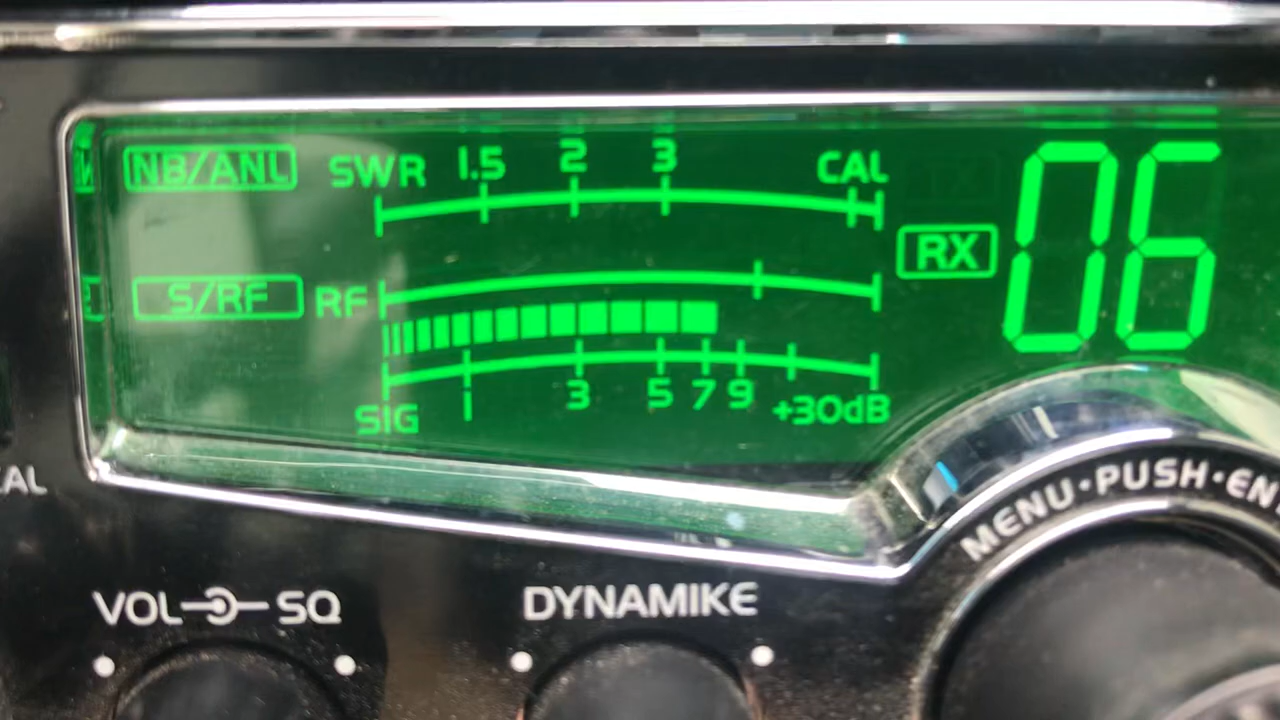 NB/ANL SWR 1.5 2 3 CAL
RX 06
S/RF RF
SIG 1 3 5 7 9 +30dB
MENU·PUSH·EN
CAL
VOL SQ DYNAMIKE